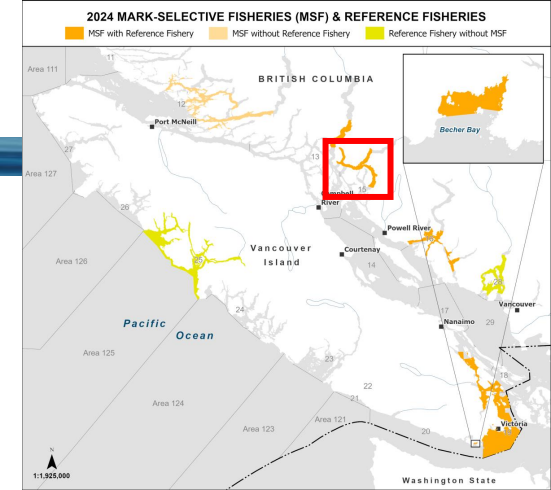 2024 MARK-SELECTIVE FISHERIES (MSF) & REFERENCE FISHERIES
MSF with Reference Fishery
MSF without Reference Fishery
Reference Fishery without MSF
Area 111
11
BRITISH COLUMBIA
Becher Bay
12
Port McNeill
27
13
Area 127
15
Campbell
River
26
Powell River
16
Vancouver
Island
Courtenay
Area 126
25
14
28
24
Vancouver
17
Nanaimo
29
Pacific
Ocean
Area 125
23
18
22
21
Area 124
Area 121
Area 123
20
Victoria
N
1:1,925,000
Washington State